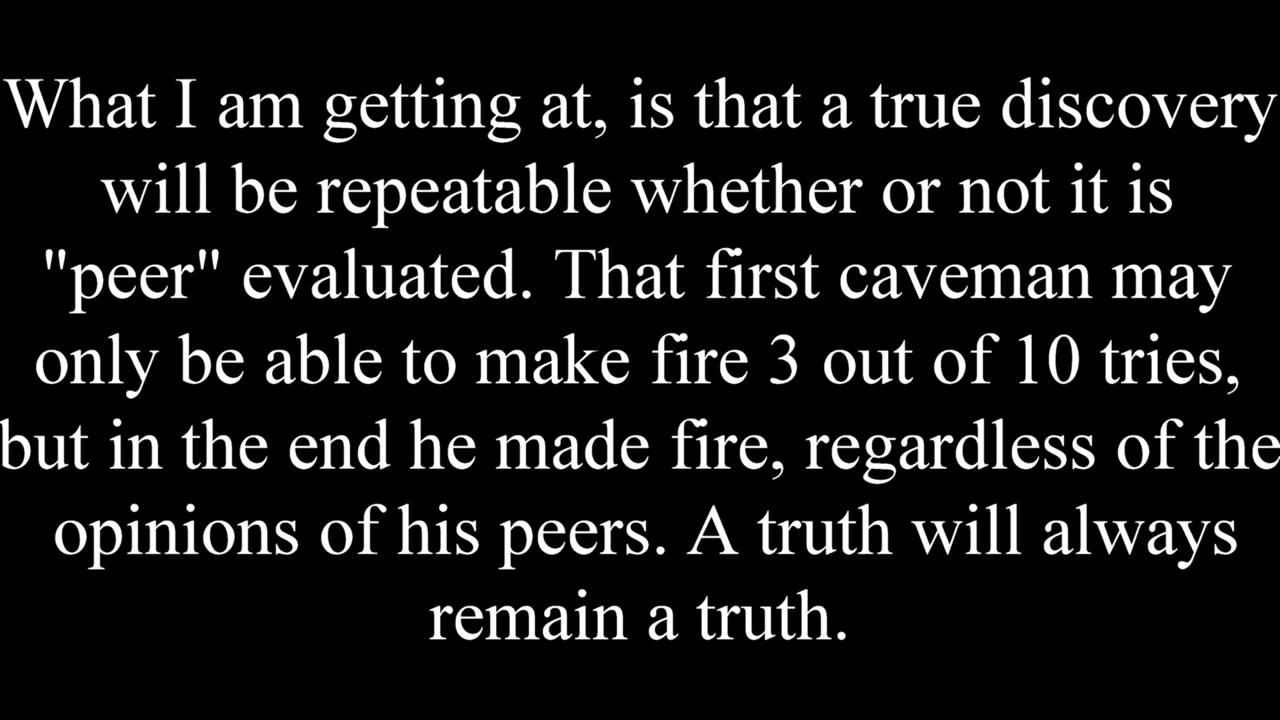 What I am getting at, is that a true discovery
will be repeatable whether or not it is
"peer" evaluated. That first caveman may
only be able to make fire 3 out of 10 tries,
but in the end he made fire, regardless of the
opinions of his peers. A truth will always
remain a truth.